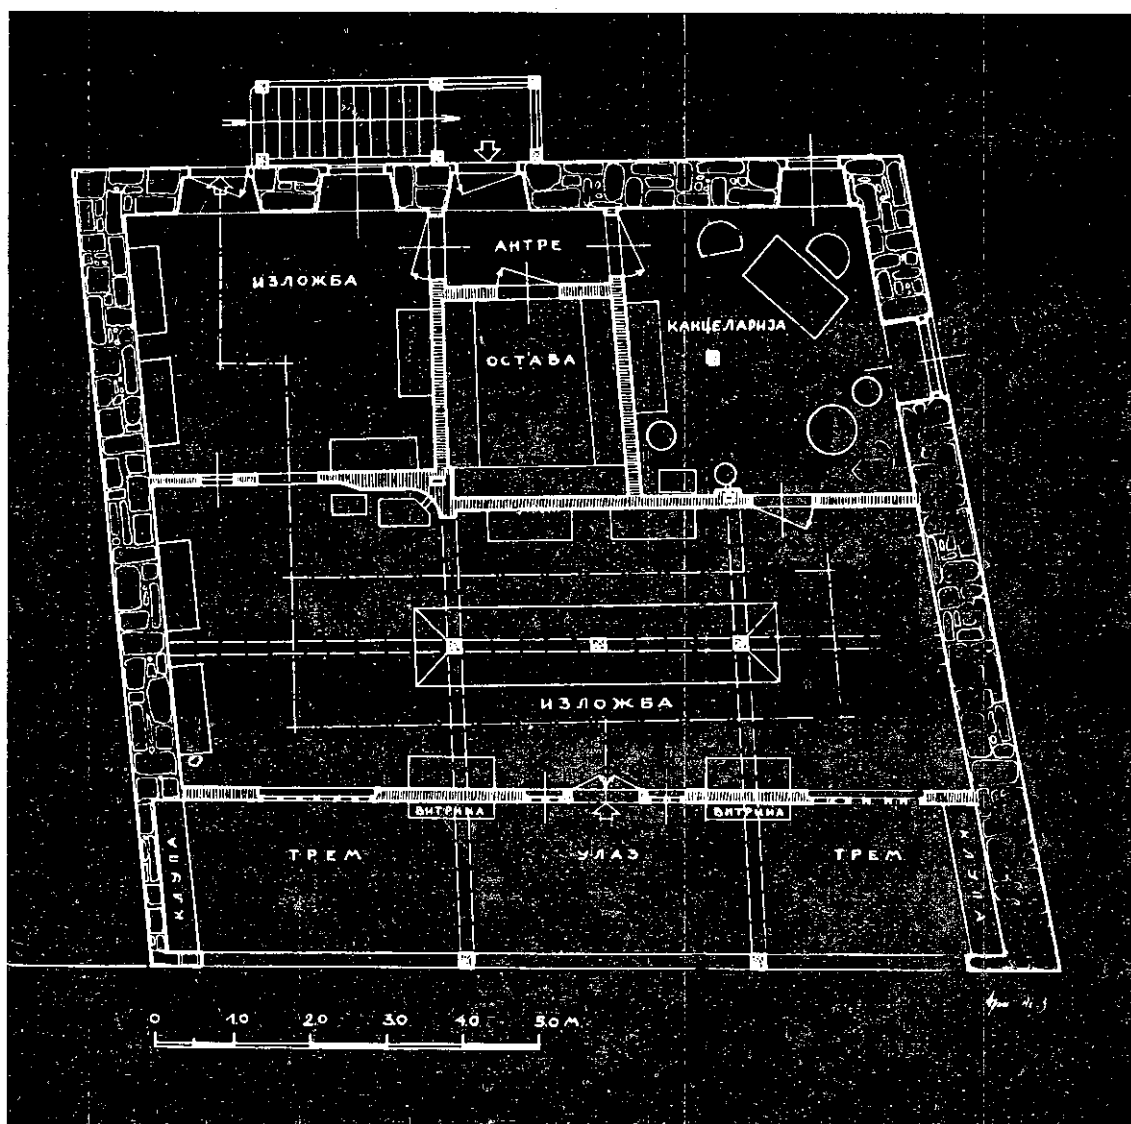 АНТРЕ
ИЗЛОЖБА
КАНЦЕЛАРИЈА
ОСТАВА
ИЗЛОЖБА
ВИТРИНА
ВИТРИНА
ТРЕМ
УЛАЗ
ТРЕМ
КЛУПА
КЛУПА
0 1.0 2.0 3.0 4.0 5.0 М